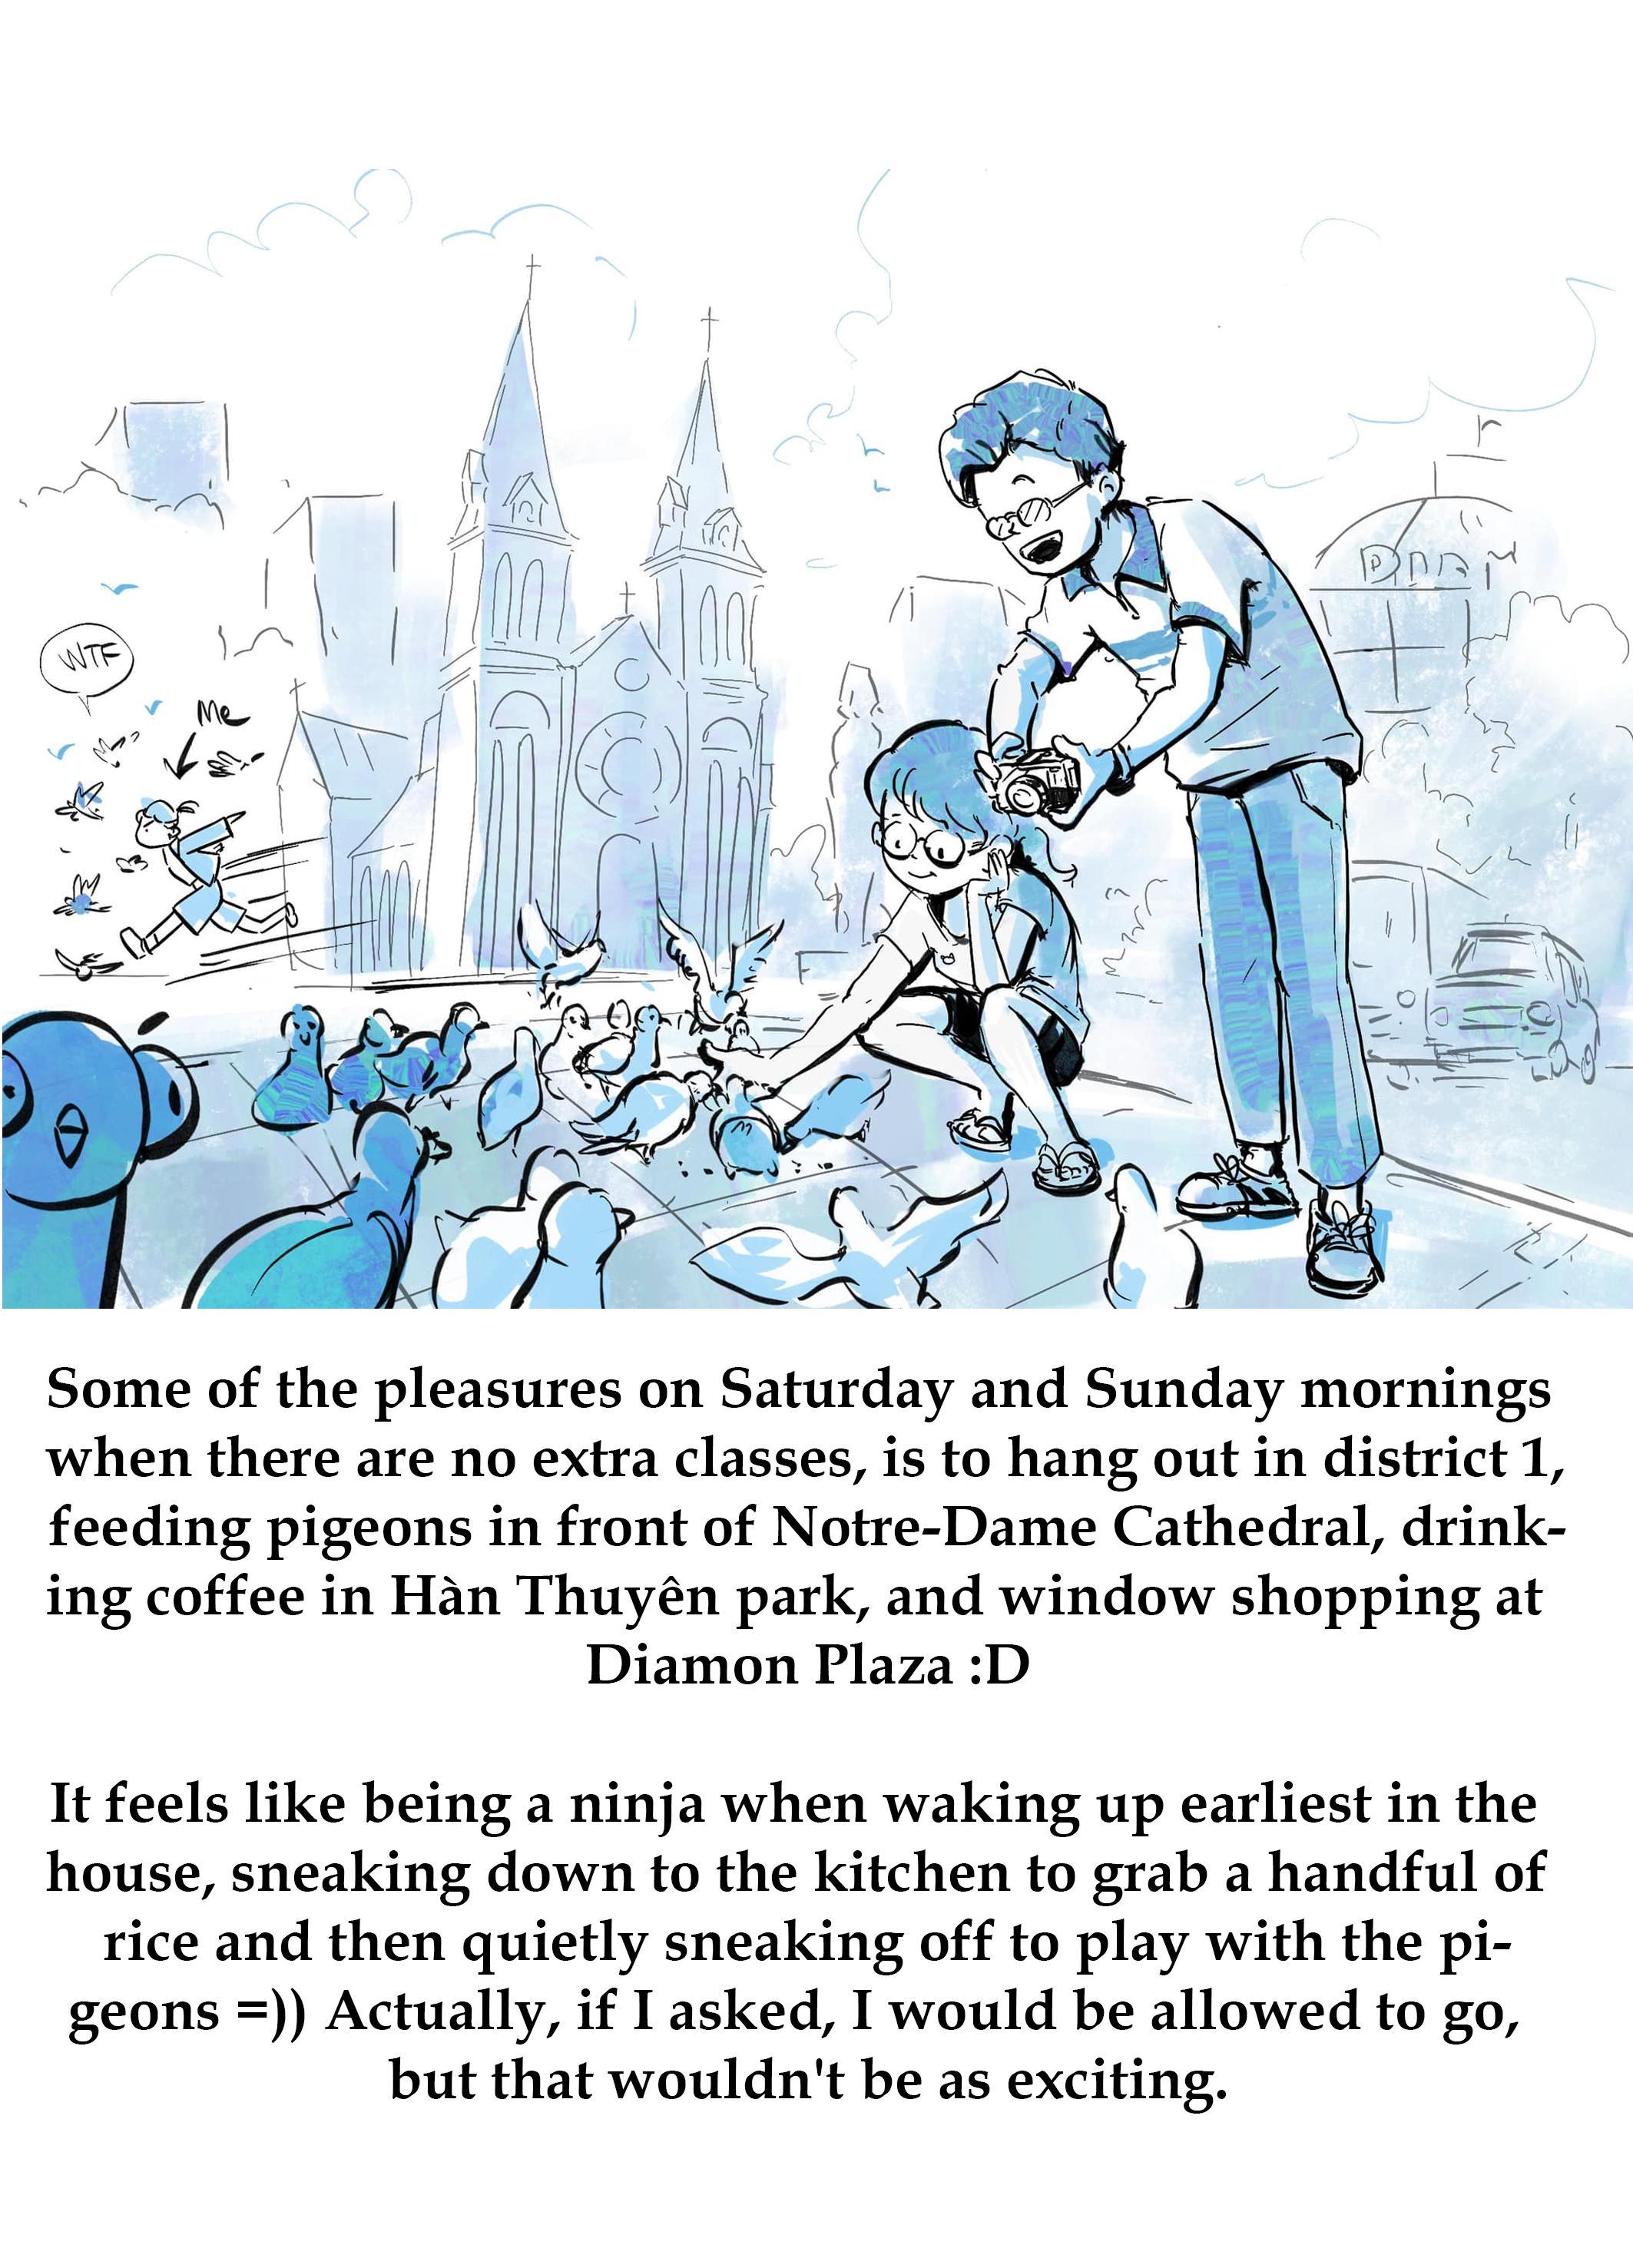 WTF
Me
Some of the pleasures on Saturday and Sunday mornings
when there are no extra classes, is to hang out in district 1,
feeding pigeons in front of Notre-Dame Cathedral, drink-
ing coffee in Hàn Thuyên park, and window shopping at
Diamon Plaza :D
It feels like being a ninja when waking up earliest in the
house, sneaking down to the kitchen to grab a handful of
rice and then quietly sneaking off to play with the pi-
geons =)) Actually, if I asked, I would be allowed to go,
but that wouldn't be as exciting.